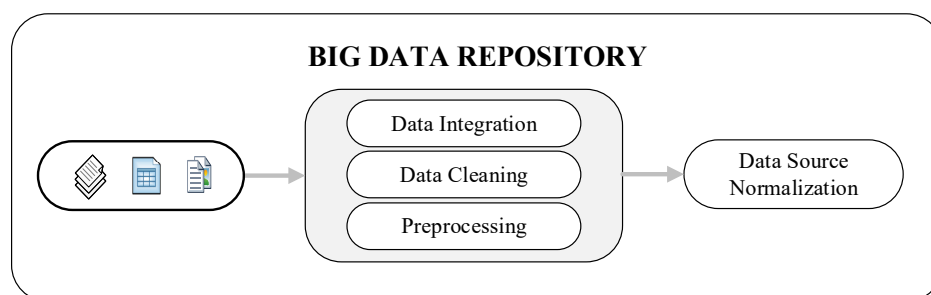 BIG DATA REPOSITORY
Data Integration
Data Cleaning
Preprocessing
Data Source
Normalization